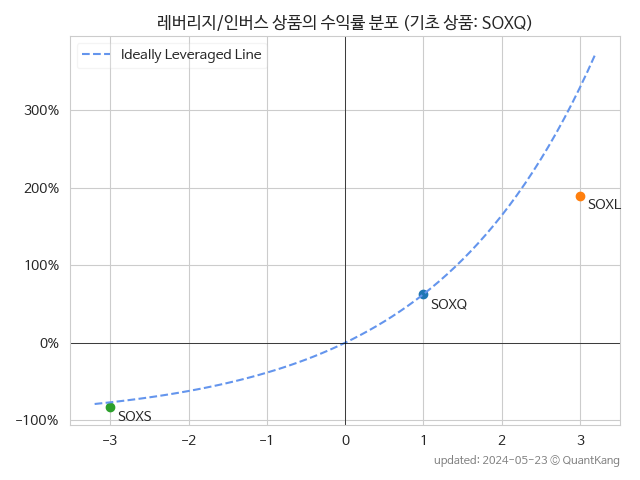 레버리지/인버스 상품의 수익률 분포 (기초 상품: SOXQ)
Ideally Leveraged Line
300%
200%
SOXL
100%
SOXQ
0%
SOXS
−100%
−3 −2 −1 0 1 2 3
updated: 2024-05-23 ⓒ QuantKang